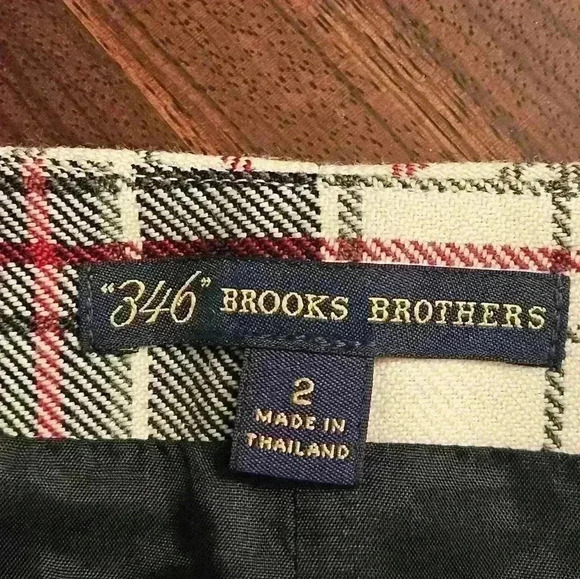 "346" BROOKS BROTHERS
2
MADE IN
THAILAND